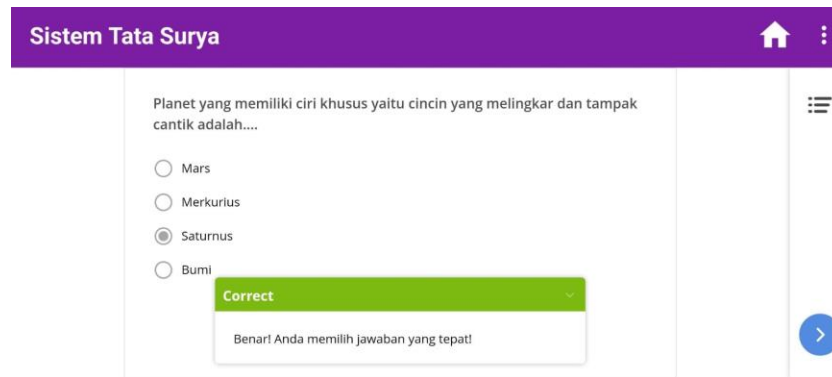 Sistem Tata Surya
Planet yang memiliki ciri khusus yaitu cincin yang melingkar dan tampak
cantik adalah....
Mars
Merkurius
Saturnus
Bumi
Correct
Benar! Anda memilih jawaban yang tepat!